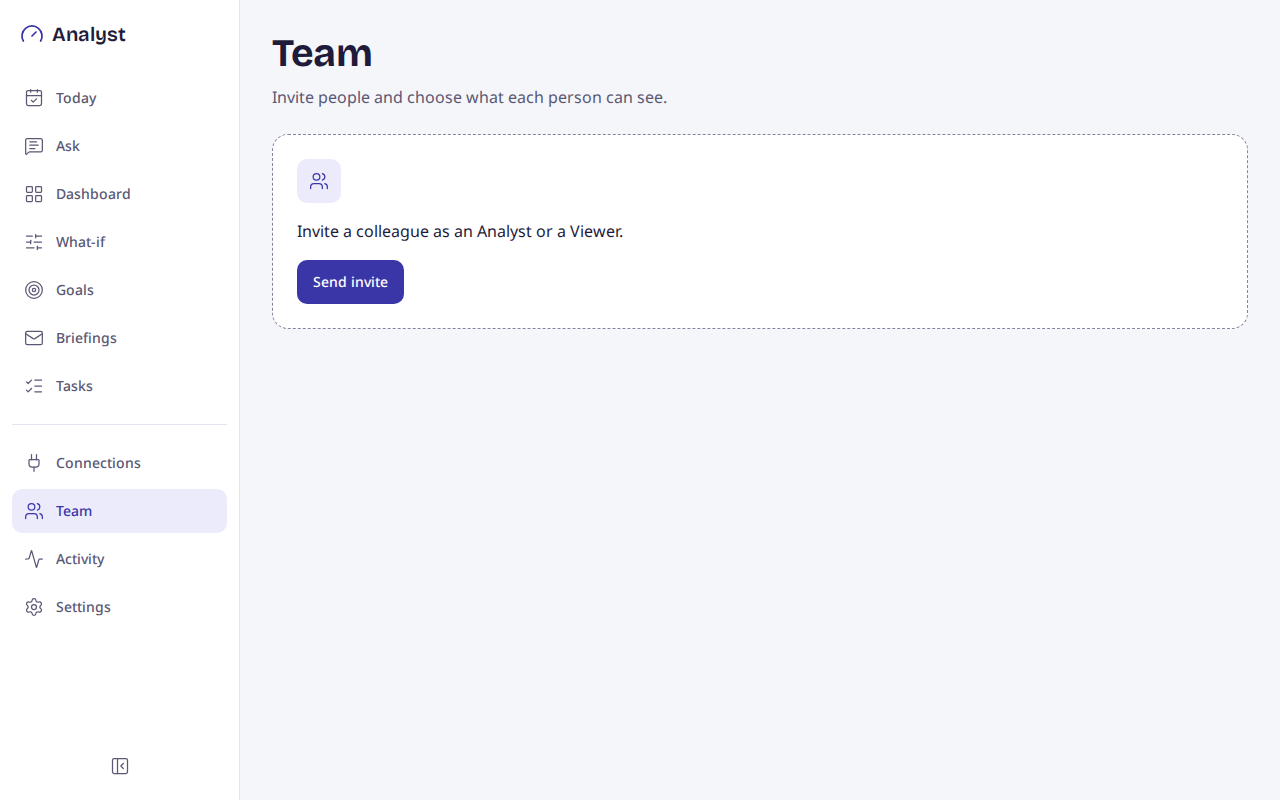 Analyst
Today
Ask
Dashboard
What-if
Goals
Briefings
Tasks
Connections
Team
Activity
Settings
Team
Invite people and choose what each person can see.
Invite a colleague as an Analyst or a Viewer.
Send invite